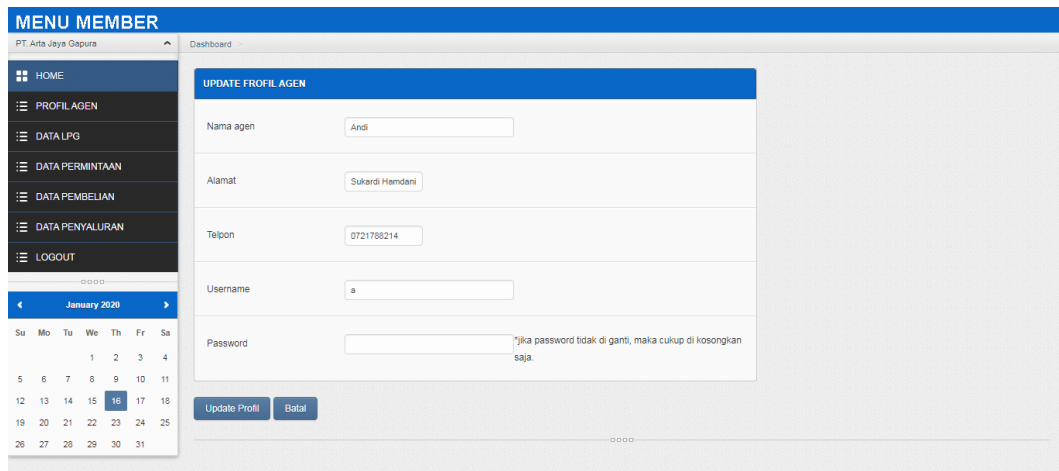 MENU MEMBER
PT. Arta Jaya Gapura
Dashboard >
HOME
PROFIL AGEN
DATA LPG
DATA PERMINTAAN
DATA PEMBELIAN
DATA PENYALURAN
LOGOUT
January 2020
Su Mo Tu We Th Fr Sa
1 2 3 4
5 6 7 8 9 10 11
12 13 14 15 16 17 18
19 20 21 22 23 24 25
26 27 28 29 30 31
UPDATE FROFIL AGEN
Nama agen Andi
Alamat Sukardi Hamdani
Telpon 0721788214
Username a
Password *jika password tidak di ganti, maka cukup di kosongkan
saja.
Update Profil Batal